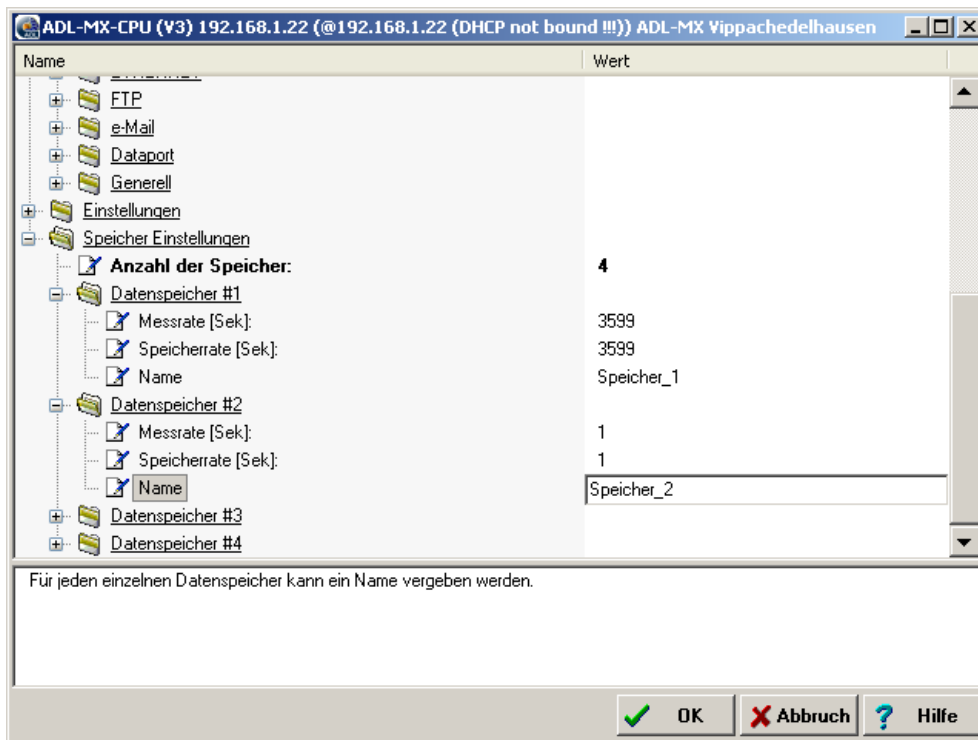 ADL-MX-CPU (V3) 192.168.1.22 (@192.168.1.22 (DHCP not bound !!!)) ADL-MX Vippachedelhausen
Name Wert
FTP
e-Mail
Dataport
Generell
Einstellungen
Speicher Einstellungen
Anzahl der Speicher: 4
Datenspeicher #1
Messrate [Sek]: 3599
Speicherrate [Sek]: 3599
Name Speicher_1
Datenspeicher #2
Messrate [Sek]: 1
Speicherrate [Sek]: 1
Name Speicher_2
Datenspeicher #3
Datenspeicher #4
Für jeden einzelnen Datenspeicher kann ein Name vergeben werden.
OK Abbruch Hilfe